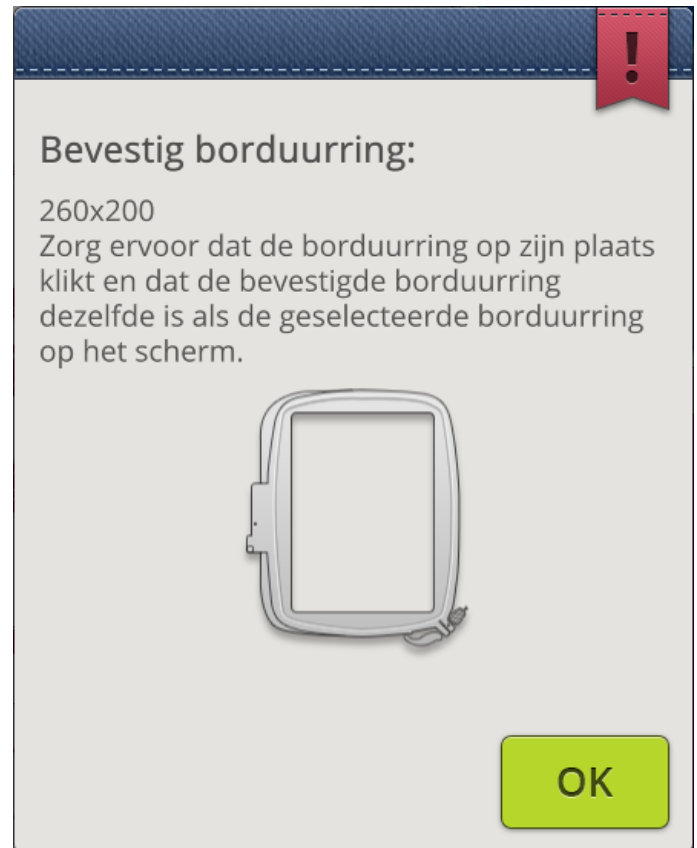 !
Bevestig borduurring:
260x200
Zorg ervoor dat de borduurring op zijn plaats
klikt en dat de bevestigde borduurring
dezelfde is als de geselecteerde borduurring
op het scherm.
OK